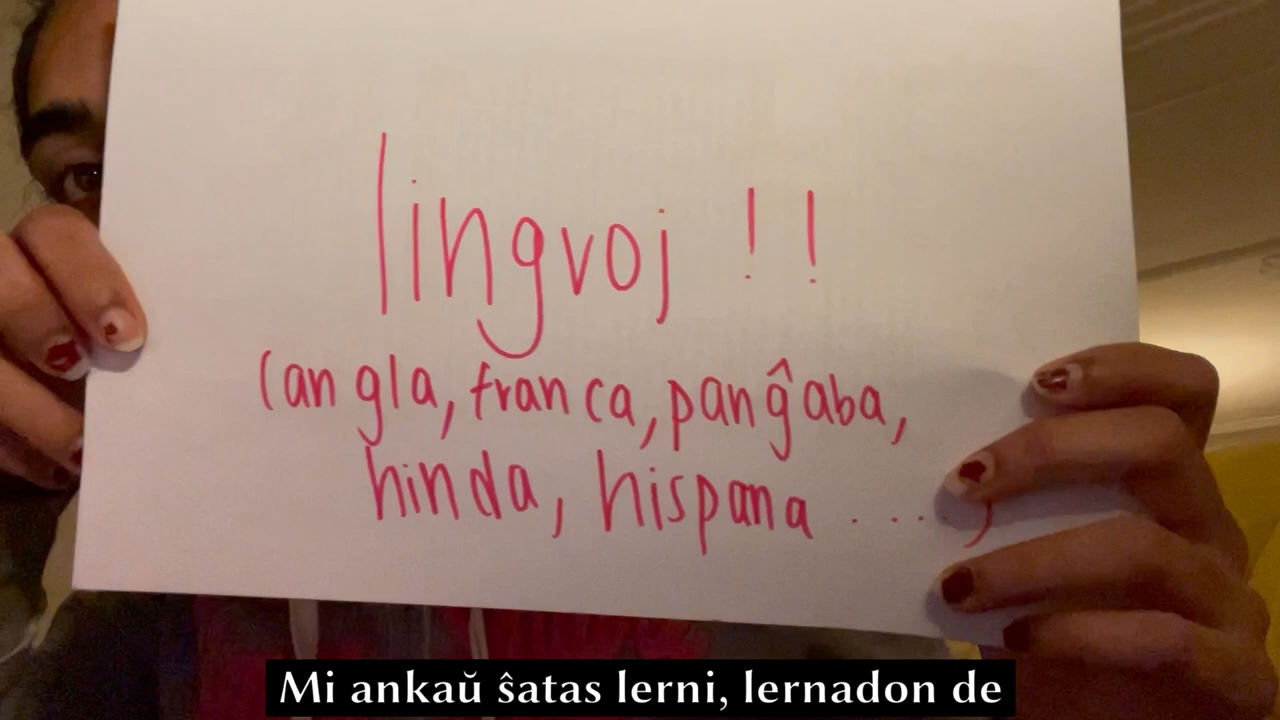 lingvoj !!
(angla, franca, panĝaba,
hinda, hispana ....)
Mi ankaŭ ŝatas lerni, lernadon de